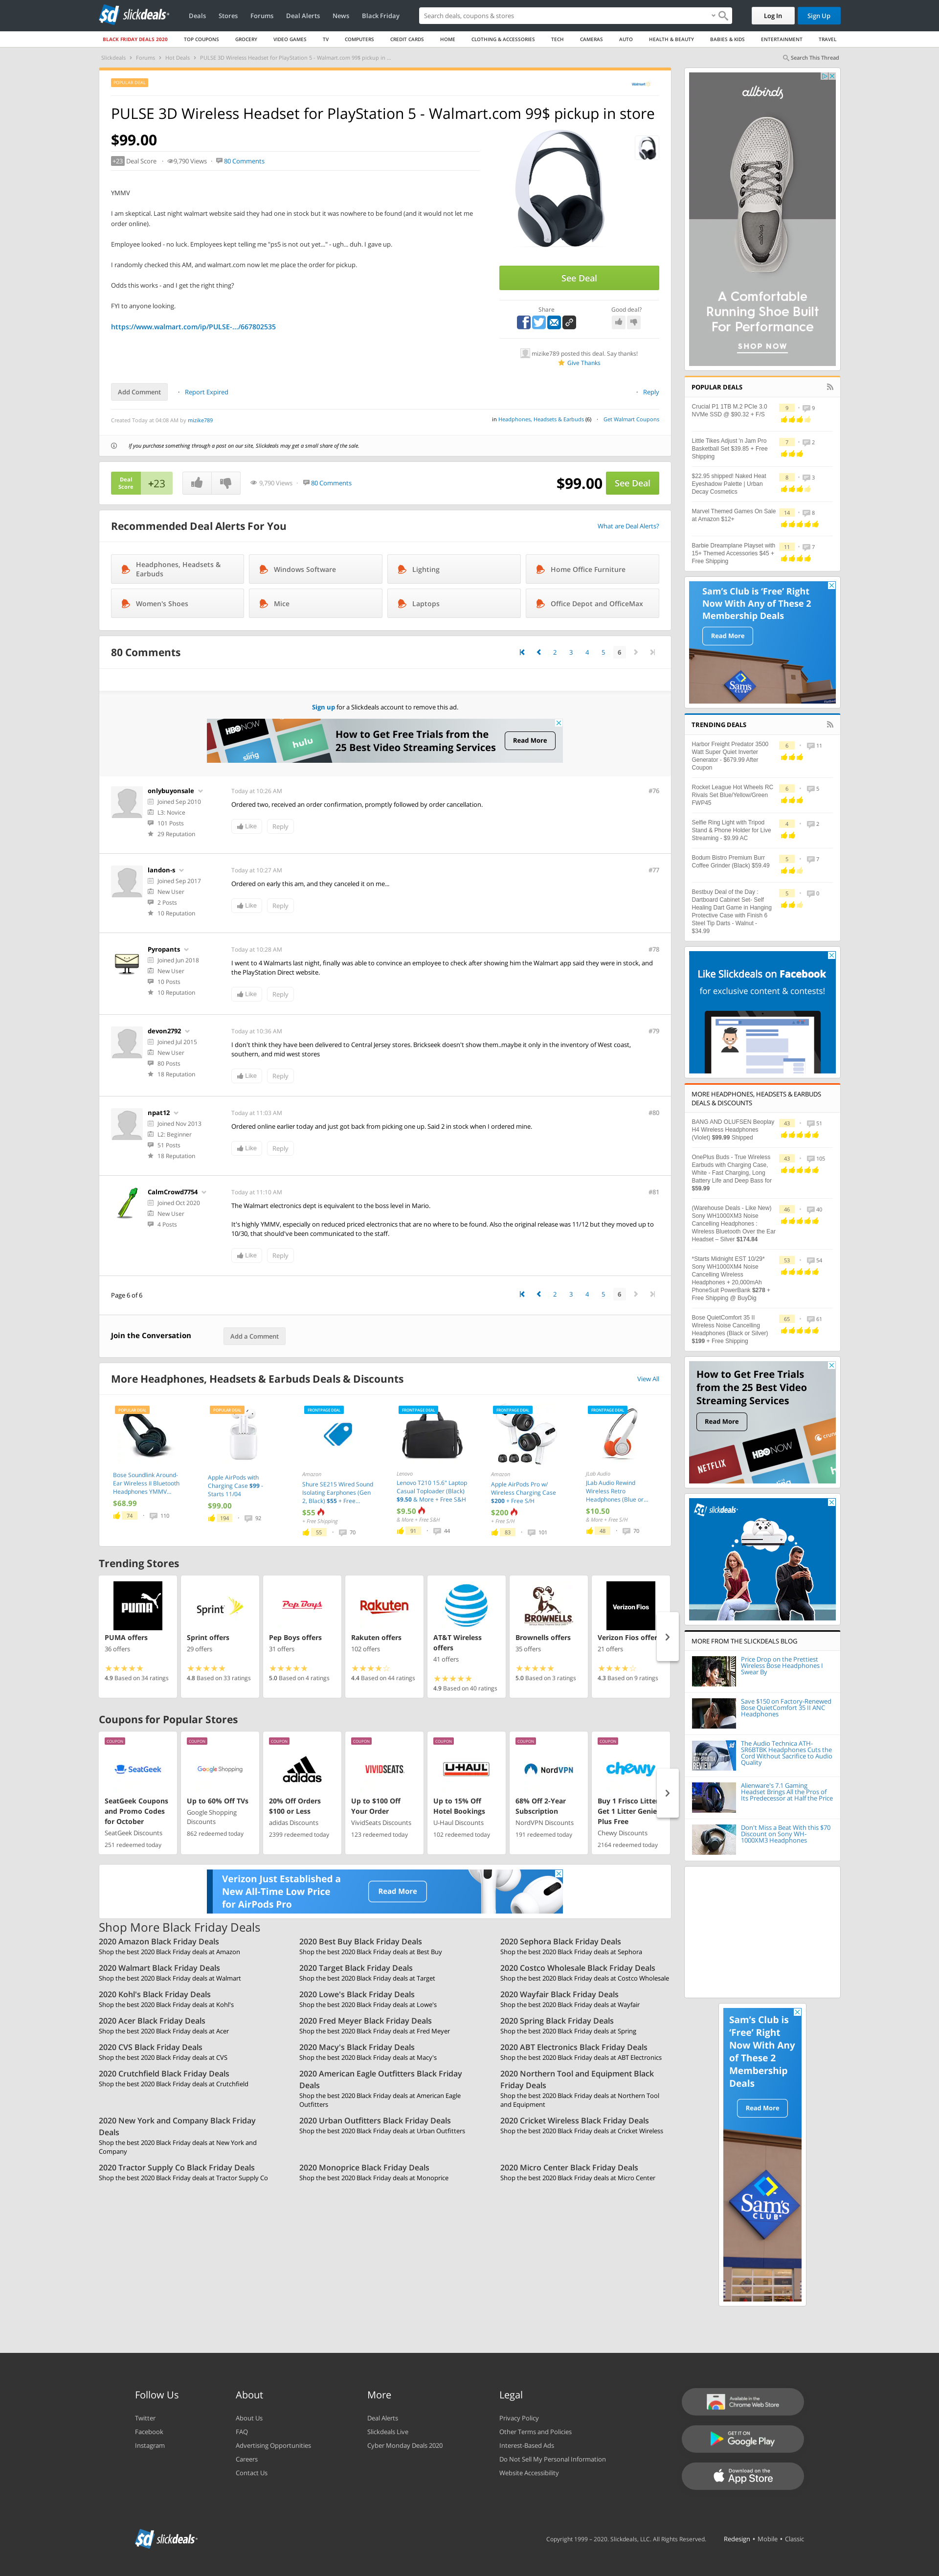 sd slickdeals
Deals Stores Forums Deal Alerts News Black Friday
Search deals, coupons & stores
Log In
Sign Up
BLACK FRIDAY DEALS 2020 TOP COUPONS GROCERY VIDEO GAMES TV COMPUTERS CREDIT CARDS HOME CLOTHING & ACCESSORIES TECH CAMERAS AUTO HEALTH & BEAUTY BABIES & KIDS ENTERTAINMENT TRAVEL
Slickdeals Forums Hot Deals PULSE 3D Wireless Headset for PlayStation 5 - Walmart.com 99$ pickup in ...
Search This Thread
POPULAR DEAL
Walmart
PULSE 3D Wireless Headset for PlayStation 5 - Walmart.com 99$ pickup in store
$99.00
+23 Deal Score 9,790 Views 80 Comments
YMMV
I am skeptical. Last night walmart website said they had one in stock but it was nowhere to be found (and it would not let me
order online).
Employee looked - no luck. Employees kept telling me "ps5 is not out yet..." - ugh... duh. I gave up.
I randomly checked this AM, and walmart.com now let me place the order for pickup.
Odds this works - and I get the right thing?
FYI to anyone looking.
https://www.walmart.com/ip/PULSE-.../667802535
See Deal
Share
Good deal?
mizike789 posted this deal. Say thanks!
Give Thanks
Add Comment
Report Expired
Reply
Created Today at 04:08 AM by mizike789
in Headphones, Headsets & Earbuds (6) Get Walmart Coupons
If you purchase something through a post on our site, Slickdeals may get a small share of the sale.
Deal
Score
+23
9,790 Views 80 Comments
$99.00
See Deal
Recommended Deal Alerts For You
What are Deal Alerts?
Headphones, Headsets &
Earbuds
Windows Software
Lighting
Home Office Furniture
Women's Shoes
Mice
Laptops
Office Depot and OfficeMax
80 Comments
2 3 4 5 6
Sign up for a Slickdeals account to remove this ad.
HBO NOW
sling
hulu
How to Get Free Trials from the
25 Best Video Streaming Services
Read More
onlybuyonsale
Joined Sep 2010
L3: Novice
101 Posts
29 Reputation
Today at 10:26 AM
#76
Ordered two, received an order confirmation, promptly followed by order cancellation.
Like
Reply
landon-s
Joined Sep 2017
New User
2 Posts
10 Reputation
Today at 10:27 AM
#77
Ordered on early this am, and they canceled it on me...
Like
Reply
Pyropants
Joined Jun 2018
New User
10 Posts
10 Reputation
Today at 10:28 AM
#78
I went to 4 Walmarts last night, finally was able to convince an employee to check after showing him the Walmart app said they were in stock, and
the PlayStation Direct website.
Like
Reply
devon2792
Joined Jul 2015
New User
80 Posts
18 Reputation
Today at 10:36 AM
#79
I don't think they have been delivered to Central Jersey stores. Brickseek doesn't show them..maybe it only in the inventory of West coast,
southern, and mid west stores
Like
Reply
npat12
Joined Nov 2013
L2: Beginner
51 Posts
18 Reputation
Today at 11:03 AM
#80
Ordered online earlier today and just got back from picking one up. Said 2 in stock when I ordered mine.
Like
Reply
CalmCrowd7754
Joined Oct 2020
New User
4 Posts
Today at 11:10 AM
#81
The Walmart electronics dept is equivalent to the boss level in Mario.
It's highly YMMV, especially on reduced priced electronics that are no where to be found. Also the original release was 11/12 but they moved up to
10/30, that should've been communicated to the staff.
Like
Reply
Page 6 of 6
2 3 4 5 6
Join the Conversation
Add a Comment
More Headphones, Headsets & Earbuds Deals & Discounts
View All
POPULAR DEAL
Bose Soundlink Around-
Ear Wireless II Bluetooth
Headphones YMMV...
$68.99
74 110
POPULAR DEAL
Apple AirPods with
Charging Case $99 -
Starts 11/04
$99.00
194 92
FRONTPAGE DEAL
Amazon
Shure SE215 Wired Sound
Isolating Earphones (Gen
2, Black) $55 + Free...
$55
+ Free Shipping
55 70
FRONTPAGE DEAL
Lenovo
Lenovo T210 15.6" Laptop
Casual Toploader (Black)
$9.50 & More + Free S&H
$9.50
& More + Free S&H
91 44
FRONTPAGE DEAL
Amazon
Apple AirPods Pro w/
Wireless Charging Case
$200 + Free S/H
$200
+ Free S/H
83 101
FRONTPAGE DEAL
JLab Audio
JLab Audio Rewind
Wireless Retro
Headphones (Blue or...
$10.50
& More + Free S/H
48 70
Trending Stores
PUMA
PUMA offers
36 offers
4.9 Based on 34 ratings
Sprint
Sprint offers
29 offers
4.8 Based on 33 ratings
Pep Boys
Pep Boys offers
31 offers
5.0 Based on 4 ratings
Rakuten
Rakuten offers
102 offers
4.4 Based on 44 ratings
AT&T Wireless
offers
41 offers
4.9 Based on 40 ratings
BROWNELLS
Brownells offers
35 offers
5.0 Based on 3 ratings
Verizon Fios
Verizon Fios offer
21 offers
4.3 Based on 9 ratings
Coupons for Popular Stores
COUPON
SeatGeek
SeatGeek Coupons
and Promo Codes
for October
SeatGeek Discounts
251 redeemed today
COUPON
Google Shopping
Up to 60% Off TVs
Google Shopping
Discounts
862 redeemed today
COUPON
adidas
20% Off Orders
$100 or Less
adidas Discounts
2399 redeemed today
COUPON
VIVID SEATS
Up to $100 Off
Your Order
VividSeats Discounts
123 redeemed today
COUPON
U-HAUL
Up to 15% Off
Hotel Bookings
U-Haul Discounts
102 redeemed today
COUPON
NordVPN
68% Off 2-Year
Subscription
NordVPN Discounts
191 redeemed today
COUPON
chewy
Buy 1 Frisco Litter
Get 1 Litter Genie
Plus Free
Chewy Discounts
2164 redeemed today
Verizon Just Established a
New All-Time Low Price
for AirPods Pro
Read More
Shop More Black Friday Deals
2020 Amazon Black Friday Deals
Shop the best 2020 Black Friday deals at Amazon
2020 Best Buy Black Friday Deals
Shop the best 2020 Black Friday deals at Best Buy
2020 Sephora Black Friday Deals
Shop the best 2020 Black Friday deals at Sephora
2020 Walmart Black Friday Deals
Shop the best 2020 Black Friday deals at Walmart
2020 Target Black Friday Deals
Shop the best 2020 Black Friday deals at Target
2020 Costco Wholesale Black Friday Deals
Shop the best 2020 Black Friday deals at Costco Wholesale
2020 Kohl's Black Friday Deals
Shop the best 2020 Black Friday deals at Kohl's
2020 Lowe's Black Friday Deals
Shop the best 2020 Black Friday deals at Lowe's
2020 Wayfair Black Friday Deals
Shop the best 2020 Black Friday deals at Wayfair
2020 Acer Black Friday Deals
Shop the best 2020 Black Friday deals at Acer
2020 Fred Meyer Black Friday Deals
Shop the best 2020 Black Friday deals at Fred Meyer
2020 Spring Black Friday Deals
Shop the best 2020 Black Friday deals at Spring
2020 CVS Black Friday Deals
Shop the best 2020 Black Friday deals at CVS
2020 Macy's Black Friday Deals
Shop the best 2020 Black Friday deals at Macy's
2020 ABT Electronics Black Friday Deals
Shop the best 2020 Black Friday deals at ABT Electronics
2020 Crutchfield Black Friday Deals
Shop the best 2020 Black Friday deals at Crutchfield
2020 American Eagle Outfitters Black Friday
Deals
Shop the best 2020 Black Friday deals at American Eagle
Outfitters
2020 Northern Tool and Equipment Black
Friday Deals
Shop the best 2020 Black Friday deals at Northern Tool
and Equipment
2020 New York and Company Black Friday
Deals
Shop the best 2020 Black Friday deals at New York and
Company
2020 Urban Outfitters Black Friday Deals
Shop the best 2020 Black Friday deals at Urban Outfitters
2020 Cricket Wireless Black Friday Deals
Shop the best 2020 Black Friday deals at Cricket Wireless
2020 Tractor Supply Co Black Friday Deals
Shop the best 2020 Black Friday deals at Tractor Supply Co
2020 Monoprice Black Friday Deals
Shop the best 2020 Black Friday deals at Monoprice
2020 Micro Center Black Friday Deals
Shop the best 2020 Black Friday deals at Micro Center
allbirds
A Comfortable
Running Shoe Built
For Performance
SHOP NOW
POPULAR DEALS
Crucial P1 1TB M.2 PCIe 3.0
NVMe SSD @ $90.32 + F/S
9 9
Little Tikes Adjust 'n Jam Pro
Basketball Set $39.85 + Free
Shipping
7 2
$22.95 shipped! Naked Heat
Eyeshadow Palette | Urban
Decay Cosmetics
8 3
Marvel Themed Games On Sale
at Amazon $12+
14 8
Barbie Dreamplane Playset with
15+ Themed Accessories $45 +
Free Shipping
11 7
Sam's Club is 'Free' Right
Now With Any of These 2
Membership Deals
Read More
Sam's
CLUB
TRENDING DEALS
Harbor Freight Predator 3500
Watt Super Quiet Inverter
Generator - $679.99 After
Coupon
6 11
Rocket League Hot Wheels RC
Rivals Set Blue/Yellow/Green
FWP45
6 5
Selfie Ring Light with Tripod
Stand & Phone Holder for Live
Streaming - $9.99 AC
4 2
Bodum Bistro Premium Burr
Coffee Grinder (Black) $59.49
5 7
Bestbuy Deal of the Day :
Dartboard Cabinet Set- Self
Healing Dart Game in Hanging
Protective Case with Finish 6
Steel Tip Darts - Walnut -
$34.99
5 0
Like Slickdeals on Facebook
for exclusive content & contests!
MORE HEADPHONES, HEADSETS & EARBUDS
DEALS & DISCOUNTS
BANG AND OLUFSEN Beoplay
H4 Wireless Headphones
(Violet) $99.99 Shipped
43 51
OnePlus Buds - True Wireless
Earbuds with Charging Case,
White - Fast Charging, Long
Battery Life and Deep Bass for
$59.99
43 105
(Warehouse Deals - Like New)
Sony WH1000XM3 Noise
Cancelling Headphones :
Wireless Bluetooth Over the Ear
Headset – Silver $174.84
46 40
*Starts Midnight EST 10/29*
Sony WH1000XM4 Noise
Cancelling Wireless
Headphones + 20,000mAh
PhoneSuit PowerBank $278 +
Free Shipping @ BuyDig
53 54
Bose QuietComfort 35 II
Wireless Noise Cancelling
Headphones (Black or Silver)
$199 + Free Shipping
65 61
How to Get Free Trials
from the 25 Best Video
Streaming Services
Read More
NETFLIX
HBO NOW
crunchyroll
sd slickdeals
MORE FROM THE SLICKDEALS BLOG
Price Drop on the Prettiest
Wireless Bose Headphones I
Swear By
Save $150 on Factory-Renewed
Bose QuietComfort 35 II ANC
Headphones
The Audio Technica ATH-
SR6BTBK Headphones Cuts the
Cord Without Sacrifice to Audio
Quality
Alienware's 7.1 Gaming
Headset Brings All the Pros of
Its Predecessor at Half the Price
Don't Miss a Beat With this $70
Discount on Sony WH-
1000XM3 Headphones
Sam's Club is
'Free' Right
Now With Any
of These 2
Membership
Deals
Read More
Sam's
CLUB
Follow Us
Twitter
Facebook
Instagram
About
About Us
FAQ
Advertising Opportunities
Careers
Contact Us
More
Deal Alerts
Slickdeals Live
Cyber Monday Deals 2020
Legal
Privacy Policy
Other Terms and Policies
Interest-Based Ads
Do Not Sell My Personal Information
Website Accessibility
Available in the
Chrome Web Store
GET IT ON
Google Play
Download on the
App Store
sd slickdeals
Copyright 1999 – 2020. Slickdeals, LLC. All Rights Reserved.
Redesign • Mobile • Classic